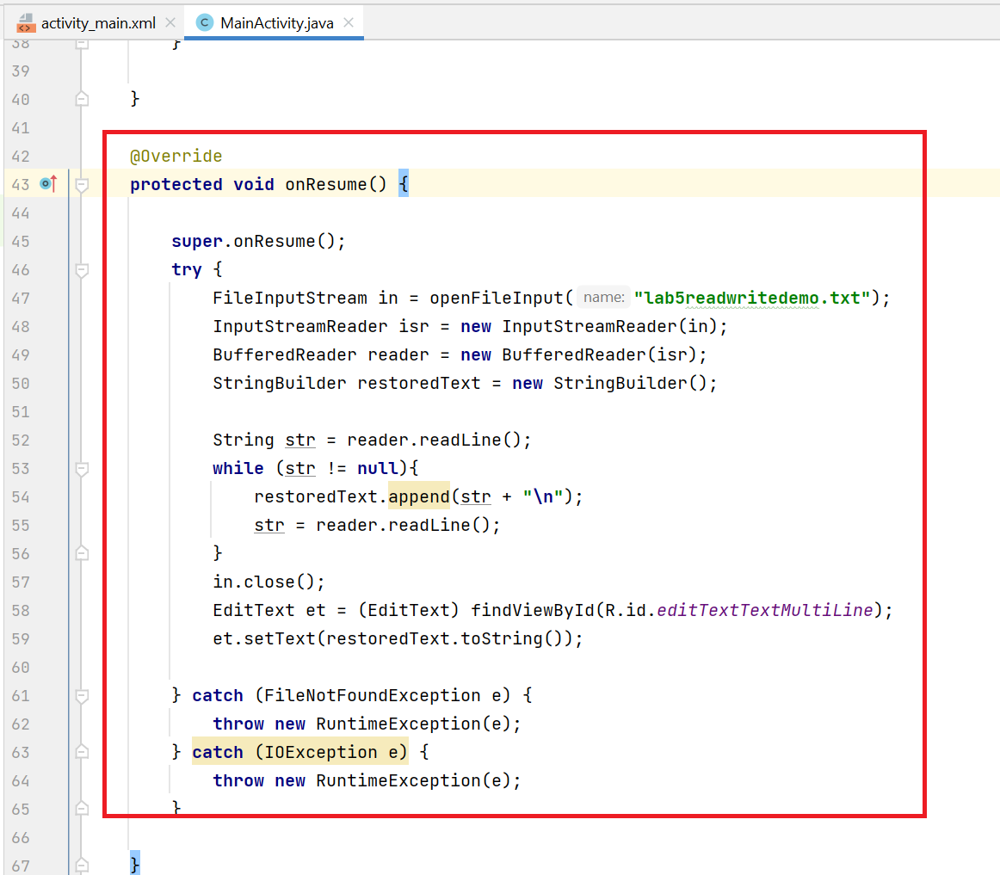 activity_main.xml
MainActivity.java
38 }
39
40 }
41
42 @Override
43 protected void onResume() {
44
45 super.onResume();
46 try {
47 FileInputStream in = openFileInput( name: "lab5readwritedemo.txt");
48 InputStreamReader isr = new InputStreamReader(in);
49 BufferedReader reader = new BufferedReader(isr);
50 StringBuilder restoredText = new StringBuilder();
51
52 String str = reader.readLine();
53 while (str != null){
54 restoredText.append(str + "\n");
55 str = reader.readLine();
56 }
57 in.close();
58 EditText et = (EditText) findViewById(R.id.editTextTextMultiLine);
59 et.setText(restoredText.toString());
60
61 } catch (FileNotFoundException e) {
62 throw new RuntimeException(e);
63 } catch (IOException e) {
64 throw new RuntimeException(e);
65 }
66
67 }